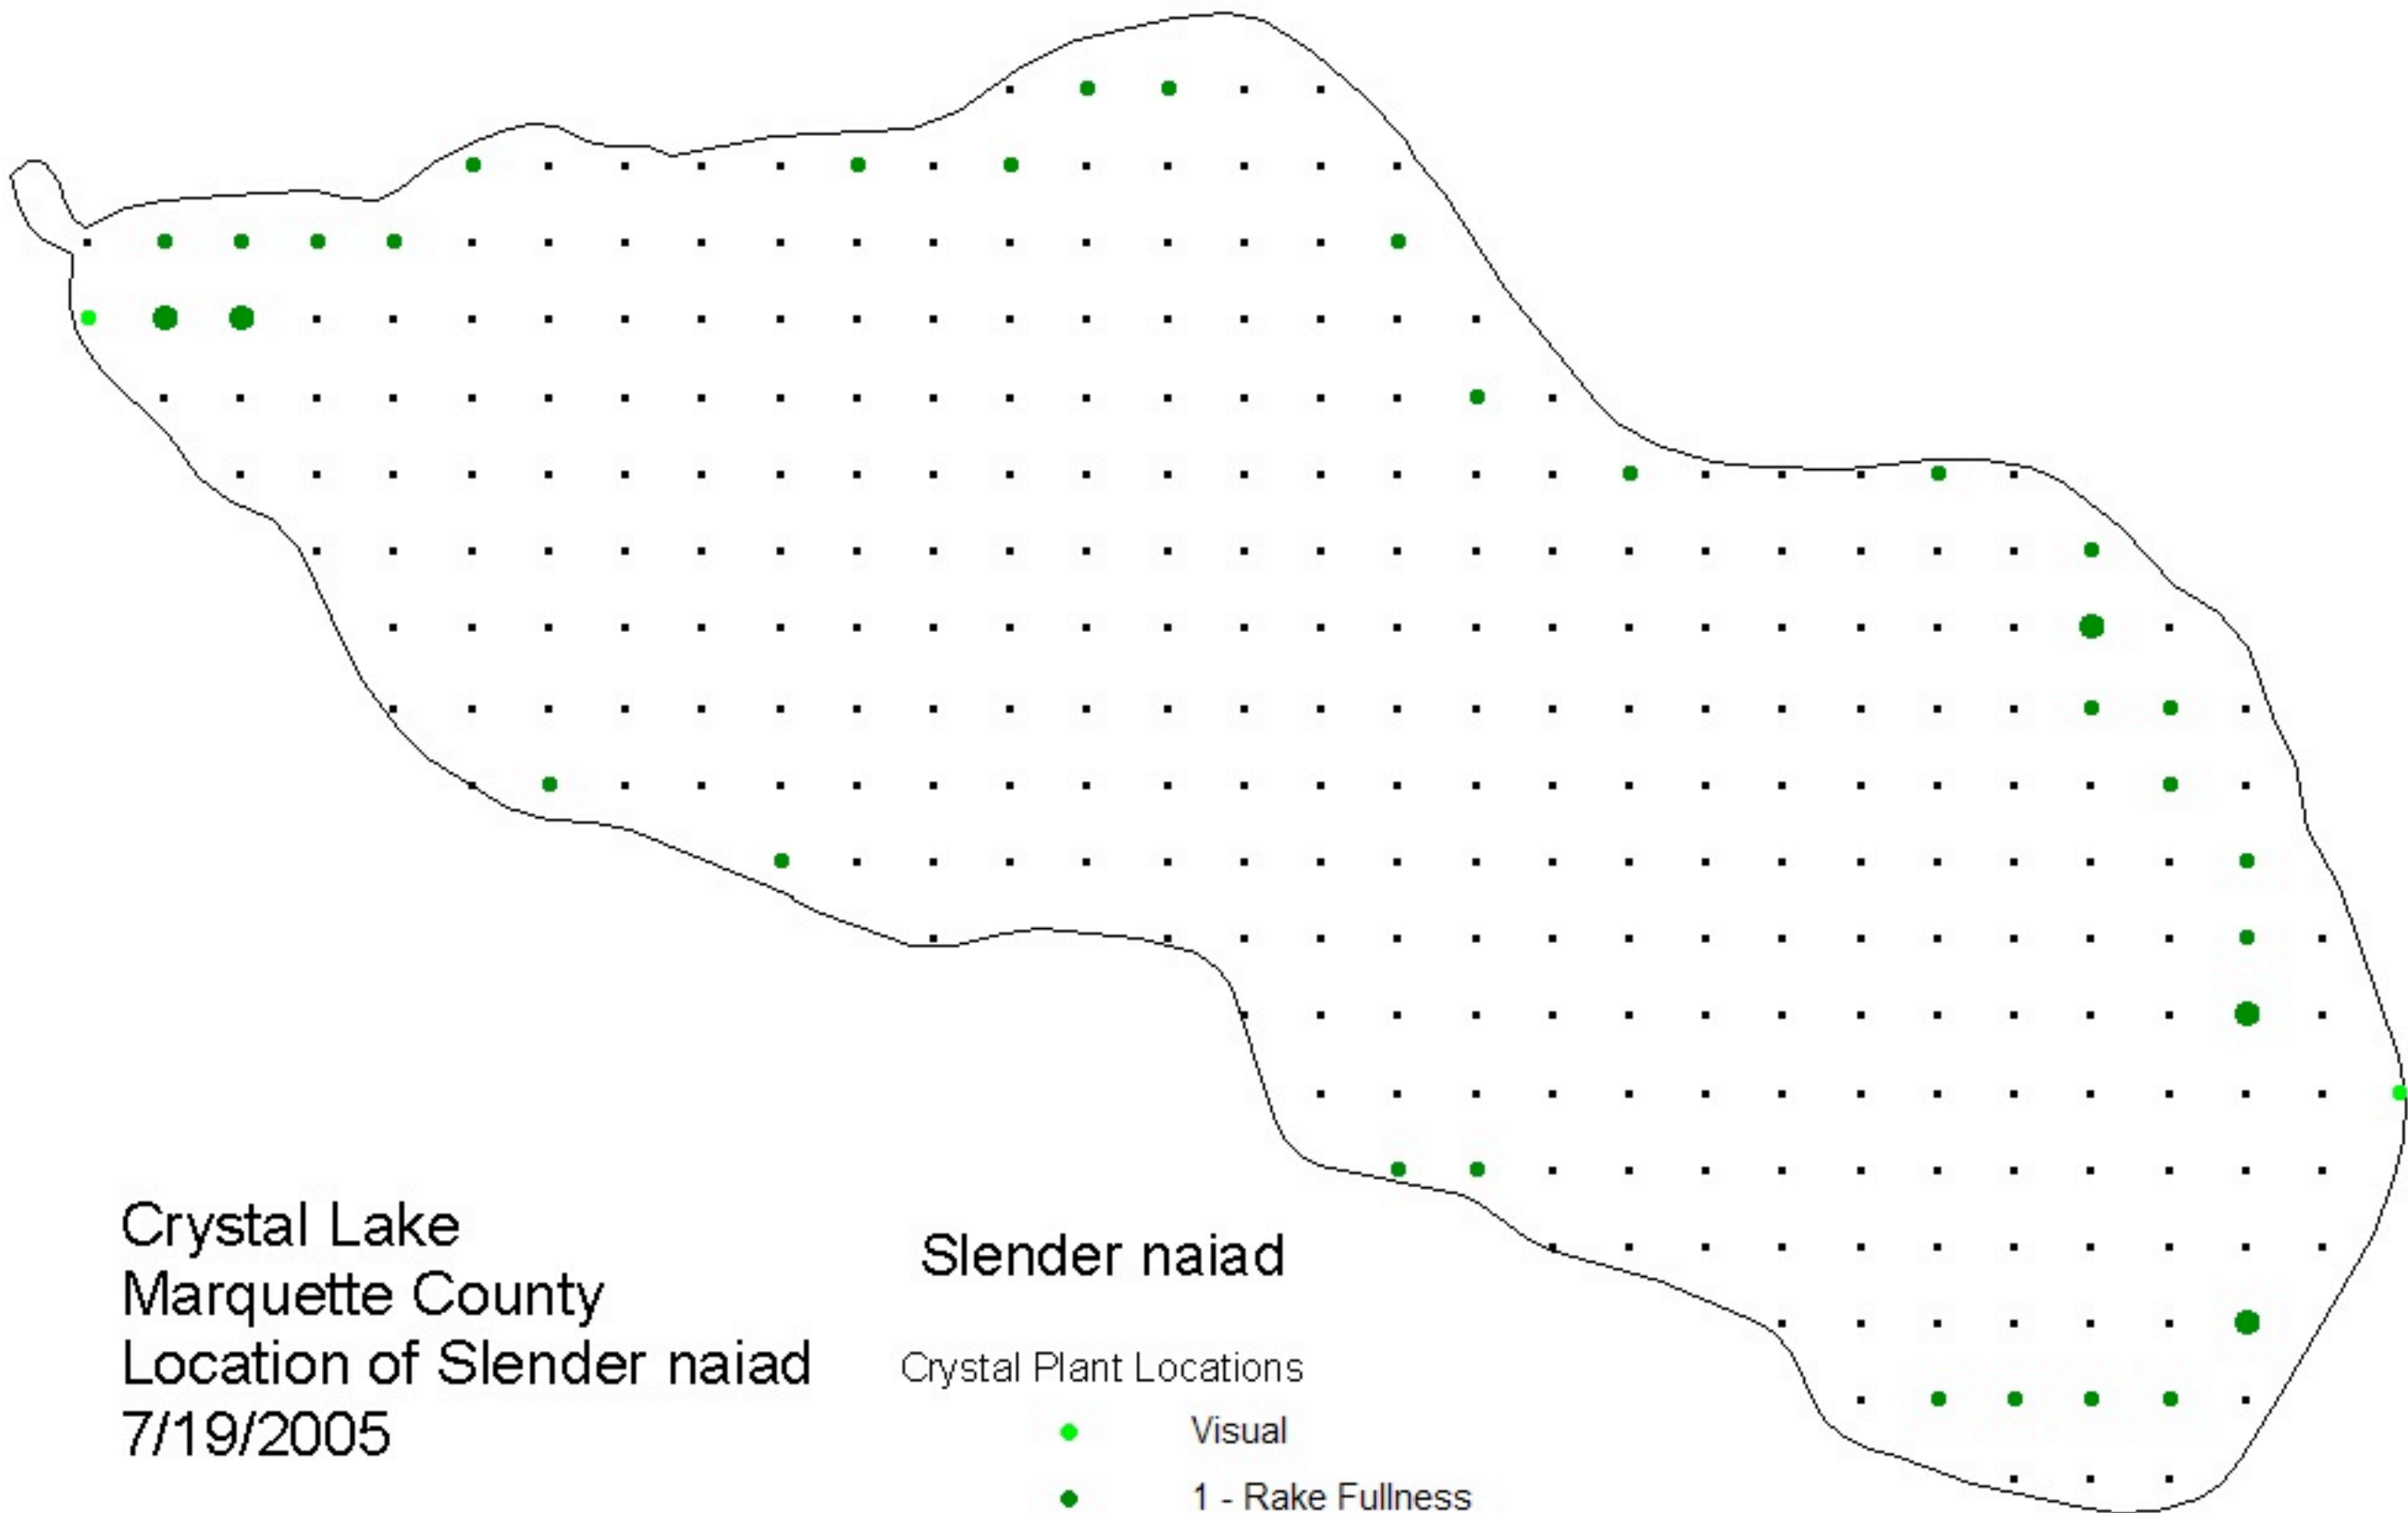 Crystal Lake
Marquette County
Location of Slender naiad
7/19/2005
Slender naiad
Crystal Plant Locations
Visual
1 - Rake Fullness